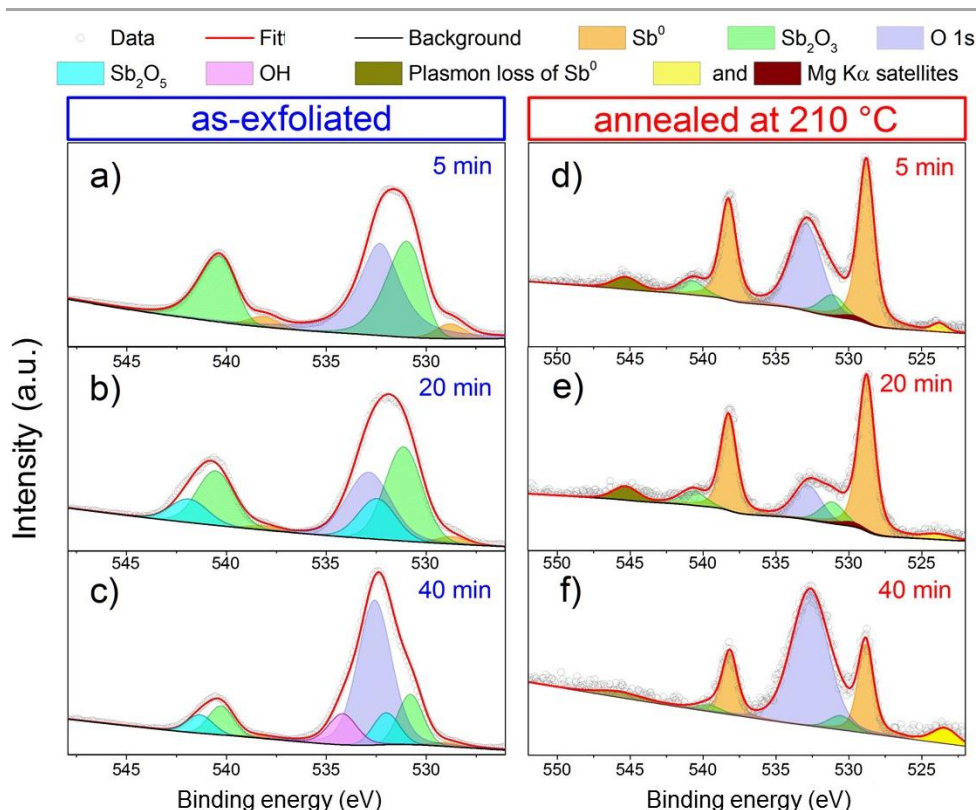 Data Fit Background Sb⁰ Sb₂O₃ O 1s
Sb₂O₅ OH Plasmon loss of Sb⁰ and Mg Kα satellites
as-exfoliated annealed at 210 °C
a) 5 min d) 5 min
545 540 535 530 550 545 540 535 530 525
b) 20 min e) 20 min
545 540 535 530 550 545 540 535 530 525
c) 40 min f) 40 min
545 540 535 530 550 545 540 535 530 525
Intensity (a.u.)
Binding energy (eV) Binding energy (eV)